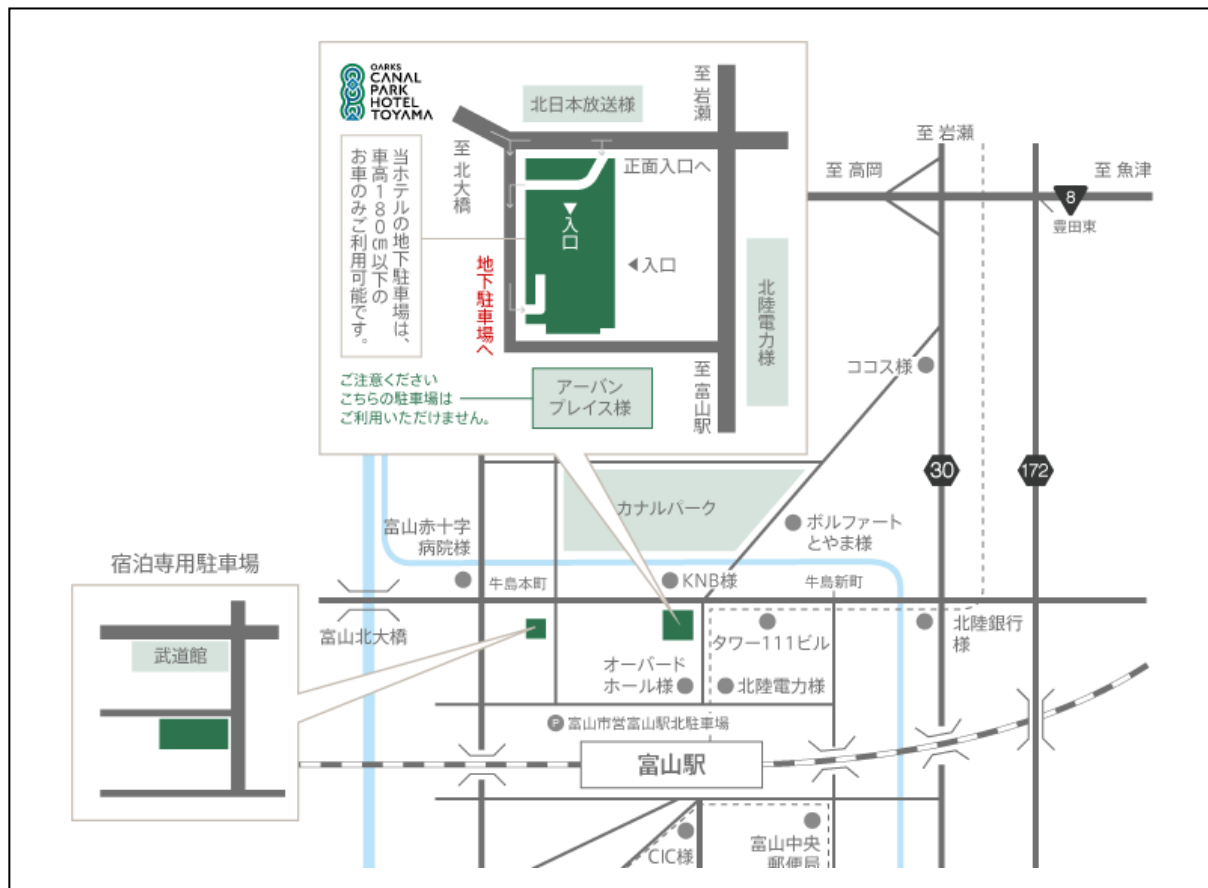 OARKS
CANAL
PARK
HOTEL
TOYAMA
北日本放送様
至 岩瀬
至 北大橋
正面入口へ
▼入口
◀入口
当ホテルの地下駐車場は、
車高180cm以下の
お車のみご利用可能です。
地下駐車場へ
北陸電力様
至 富山駅
ご注意ください
こちらの駐車場は
ご利用いただけません。
アーバン
プレイス様
至 岩瀬
至 高岡
至 魚津
8
豊田東
ココス様
30
172
カナルパーク
ボルファート
とやま様
富山赤十字
病院様
牛島本町
KNB様
牛島新町
富山北大橋
タワー111ビル
北陸銀行
様
オーバード
ホール様
北陸電力様
P 富山市営富山駅北駐車場
富山駅
宿泊専用駐車場
武道館
CIC様
富山中央
郵便局